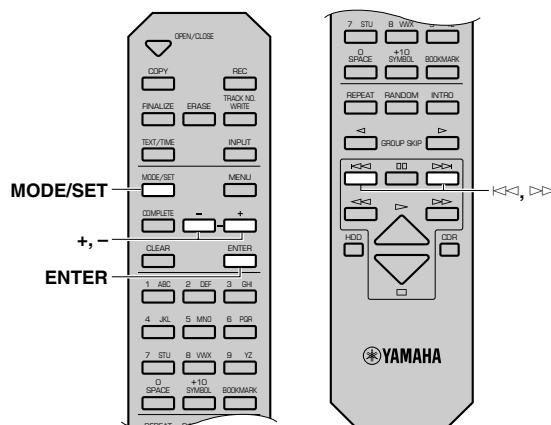 OPEN/CLOSE
COPY REC
FINALIZE ERASE TRACK NO. WRITE
TEXT/TIME INPUT
MODE/SET MENU
MODE/SET
COMPLETE – +
+, –
CLEAR ENTER
ENTER
1 ABC 2 DEF 3 GHI
4 JKL 5 MNO 6 PQR
7 STU 8 VWX 9 YZ
0 SPACE +10 SYMBOL BOOKMARK
7 STU 8 VWX
0 SPACE +10 SYMBOL BOOKMARK
REPEAT RANDOM INTRO
GROUP SKIP
HDD CDR
YAMAHA